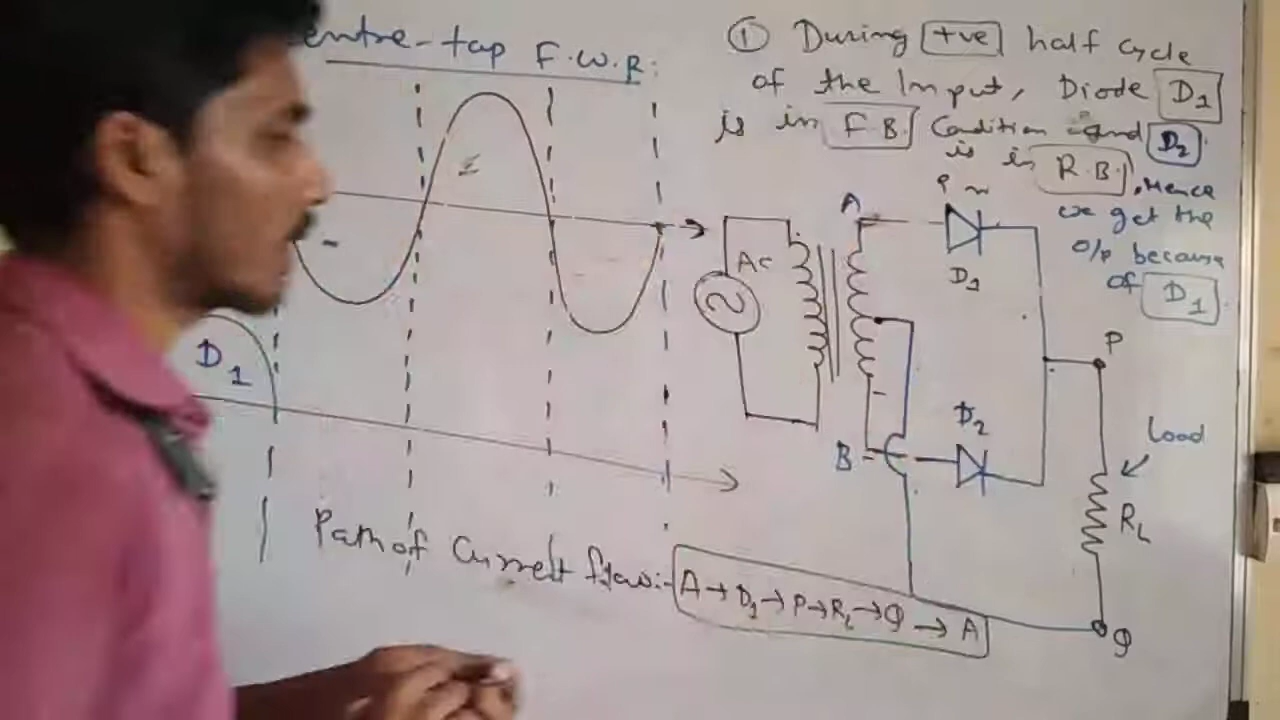 entre-tap F.W.R.
① During +ve half cycle
of the Input, Diode D1
is in F.B. Condition and D2
is in R.B., Hence
we get the
o/p because
of D1
P n
A
Ac
D1
P
D1
D2
Load
B
RL
Path of Current flow:- A→D1→P→RL→Q
→ A
Q